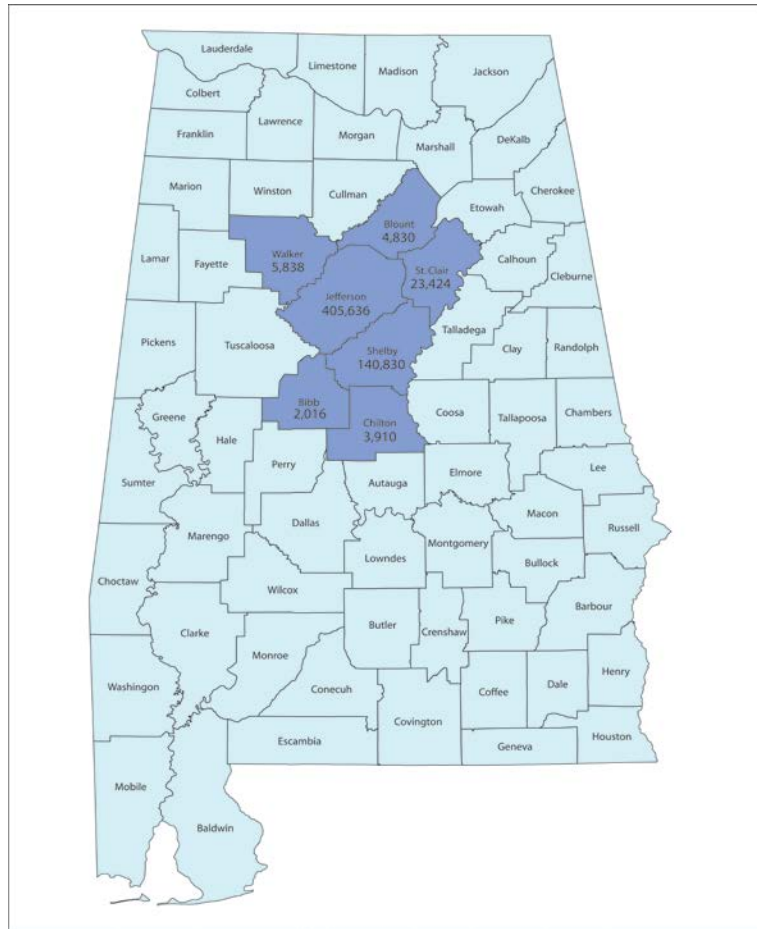 Lauderdale
Limestone
Madison
Jackson
Colbert
Lawrence
Franklin
Morgan
DeKalb
Marshall
Marion
Winston
Cullman
Cherokee
Etowah
Blount
4,830
Walker
5,838
St. Clair
23,424
Calhoun
Lamar
Fayette
Cleburne
Jefferson
405,636
Talladega
Pickens
Tuscaloosa
Clay
Randolph
Shelby
140,830
Bibb
2,016
Chilton
3,910
Coosa
Tallapoosa
Chambers
Greene
Hale
Perry
Elmore
Lee
Autauga
Sumter
Macon
Dallas
Russell
Marengo
Montgomery
Lowndes
Bullock
Choctaw
Wilcox
Barbour
Butler
Pike
Clarke
Crenshaw
Monroe
Henry
Washingon
Conecuh
Coffee
Dale
Covington
Escambia
Geneva
Houston
Mobile
Baldwin